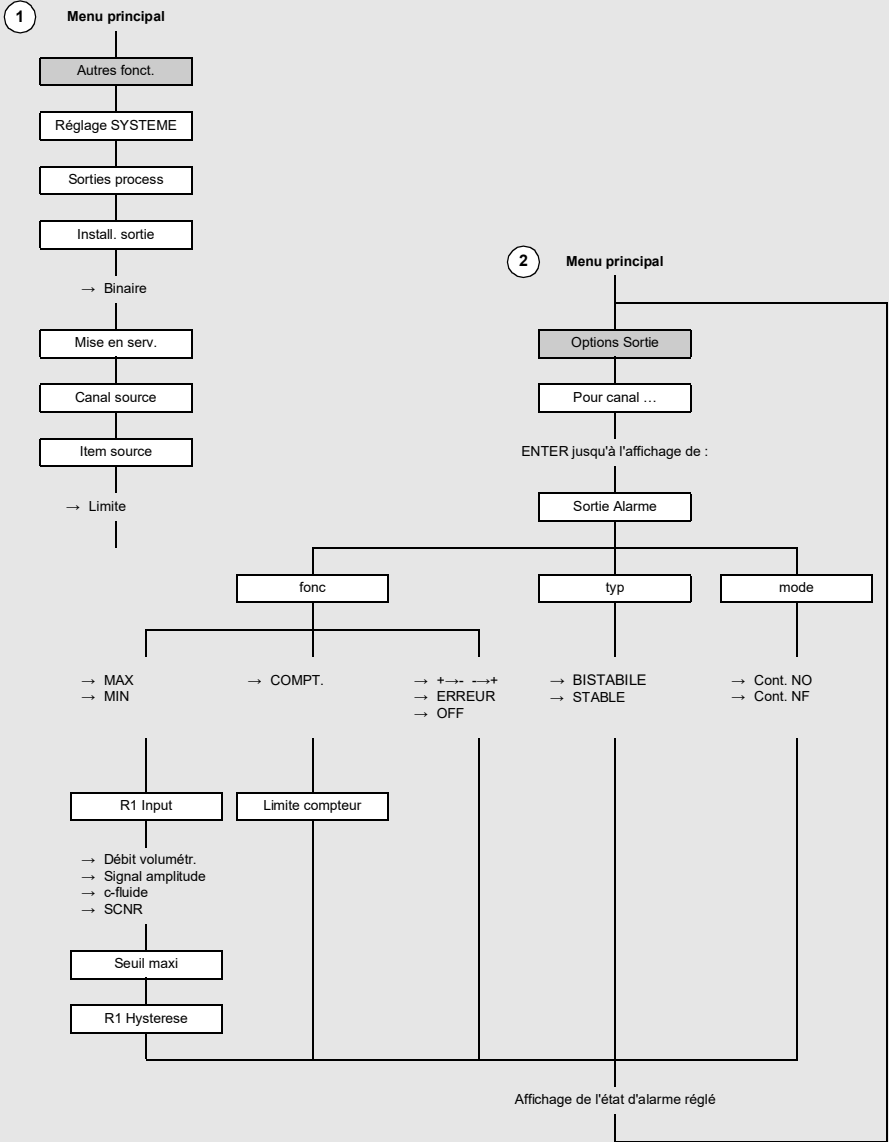 1 Menu principal
Autres fonct.
Réglage SYSTEME
Sorties process
Install. sortie
→ Binaire
Mise en serv.
Canal source
Item source
→ Limite
2 Menu principal
Options Sortie
Pour canal …
ENTER jusqu'à l'affichage de :
Sortie Alarme
fonc
typ
mode
→ MAX
→ MIN
→ COMPT.
→ +→- -→+
→ ERREUR
→ OFF
→ BISTABILE
→ STABLE
→ Cont. NO
→ Cont. NF
R1 Input
Limite compteur
→ Débit volumétr.
→ Signal amplitude
→ c-fluide
→ SCNR
Seuil maxi
R1 Hysterese
Affichage de l'état d'alarme réglé